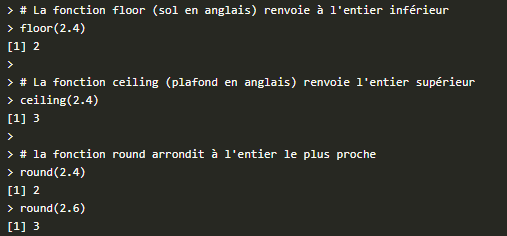 > # La fonction floor (sol en anglais) renvoie à l'entier inférieur
> floor(2.4)
[1] 2
>
> # La fonction ceiling (plafond en anglais) renvoie l'entier supérieur
> ceiling(2.4)
[1] 3
>
> # la fonction round arrondit à l'entier le plus proche
> round(2.4)
[1] 2
> round(2.6)
[1] 3